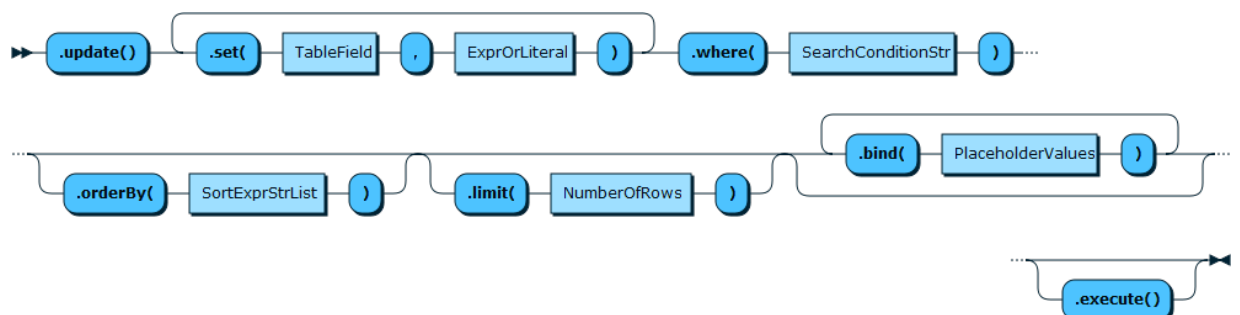 .update() .set( TableField , ExprOrLiteral ) .where( SearchConditionStr )
.bind( PlaceholderValues )
.orderBy( SortExprStrList ) .limit( NumberOfRows )
.execute()